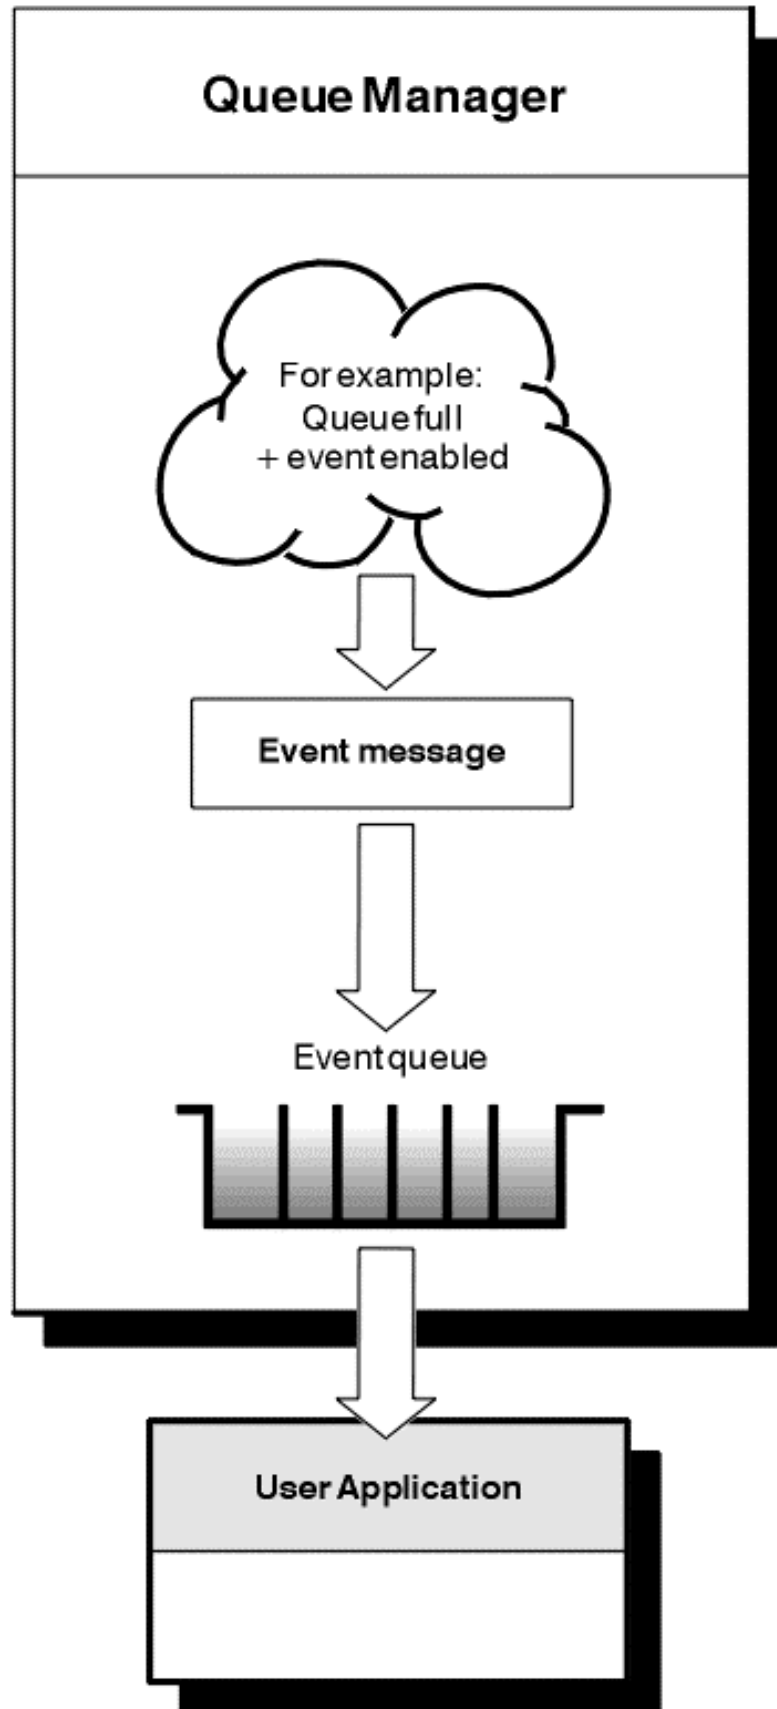 Queue Manager
For example:
Queue full
+ event enabled
Event message
Event queue
User Application